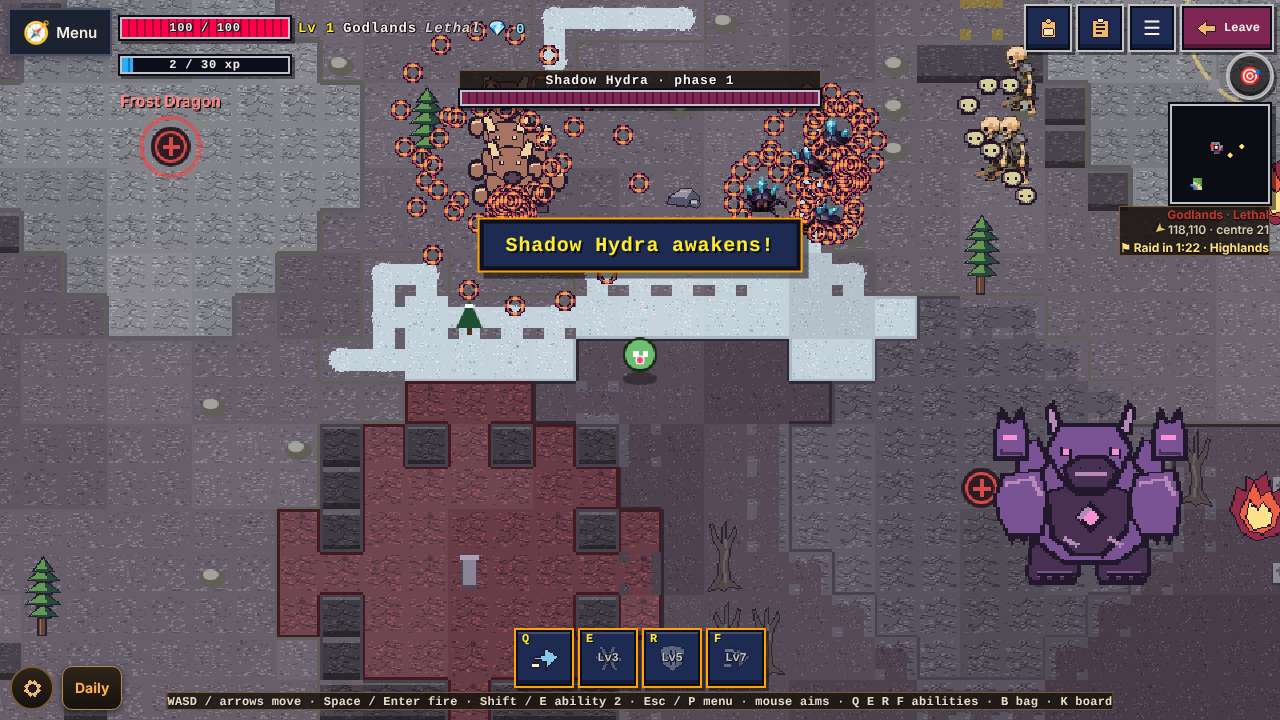 Menu
100 / 100
Lv 1 Godlands Lethal 💎 0
2 / 30 xp
Leave
Shadow Hydra · phase 1
Frost Dragon
Shadow Hydra awakens!
Godlands · Lethal
118,110 · centre 21
Raid in 1:22 · Highlands
Q
E
Lv3
R
Lv5
F
Lv7
Daily
WASD / arrows move · Space / Enter fire · Shift / E ability 2 · Esc / P menu · mouse aims · Q E R F abilities · B bag · K board